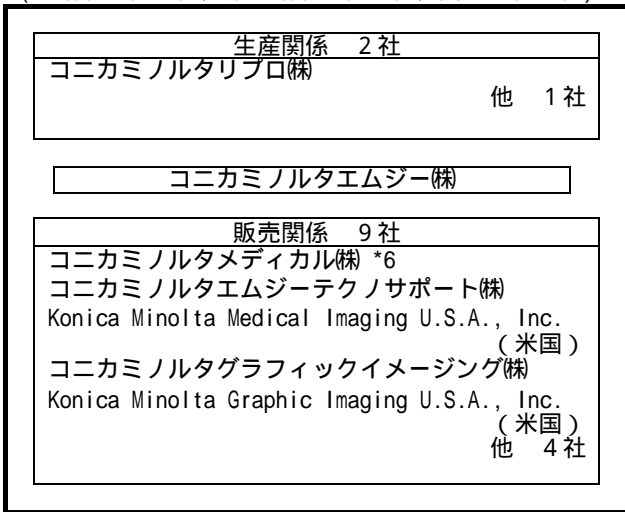 生産関係 2社
コニカミノルタリプロ㈱
他 1社
コニカミノルタエムジー㈱
販売関係 9社
コニカミノルタメディカル㈱ *6
コニカミノルタエムジーテクノサポート㈱
Konica Minolta Medical Imaging U.S.A., Inc.
(米国)
コニカミノルタグラフィックイメージング㈱
Konica Minolta Graphic Imaging U.S.A., Inc.
(米国)
他 4社